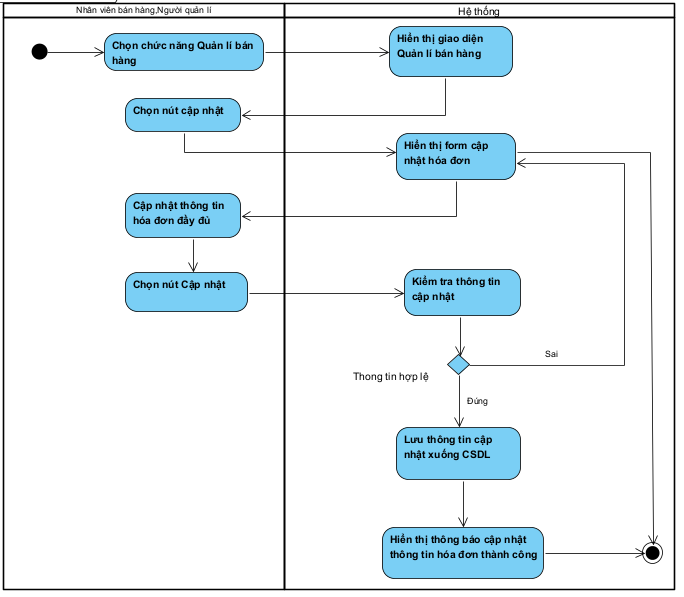 Nhân viên bán hàng,Người quản lí
Hệ thống
Chọn chức năng Quản lí bán
hàng
Hiển thị giao diện
Quản lí bán hàng
Chọn nút cập nhật
Hiển thị form cập
nhật hóa đơn
Cập nhật thông tin
hóa đơn đầy đủ
Chọn nút Cập nhật
Kiểm tra thông tin
cập nhật
Sai
Thong tin hợp lệ
Đúng
Lưu thông tin cập
nhật xuống CSDL
Hiển thị thông báo cập nhật
thông tin hóa đơn thành công